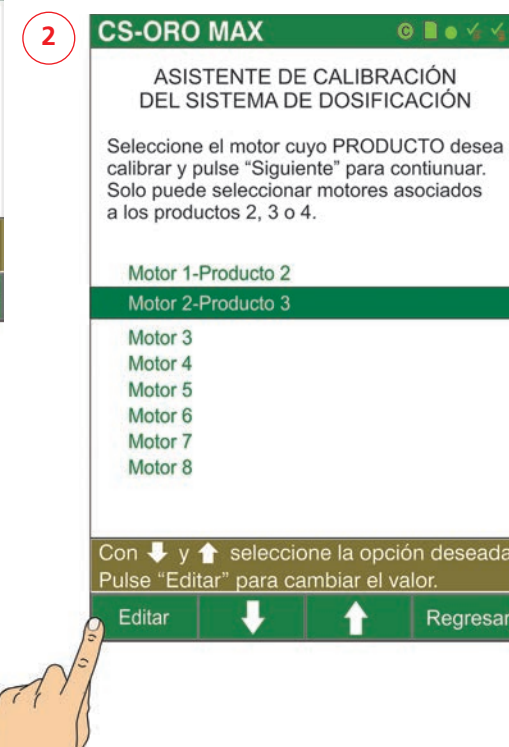 2
CS-ORO MAX
ASISTENTE DE CALIBRACIÓN
DEL SISTEMA DE DOSIFICACIÓN
Seleccione el motor cuyo PRODUCTO desea
calibrar y pulse “Siguiente” para contiunuar.
Solo puede seleccionar motores asociados
a los productos 2, 3 o 4.
Motor 1-Producto 2
Motor 2-Producto 3
Motor 3
Motor 4
Motor 5
Motor 6
Motor 7
Motor 8
Con ⬇ y ⬆ seleccione la opción deseada
Pulse “Editar” para cambiar el valor.
Editar ⬇ ⬆ Regresar